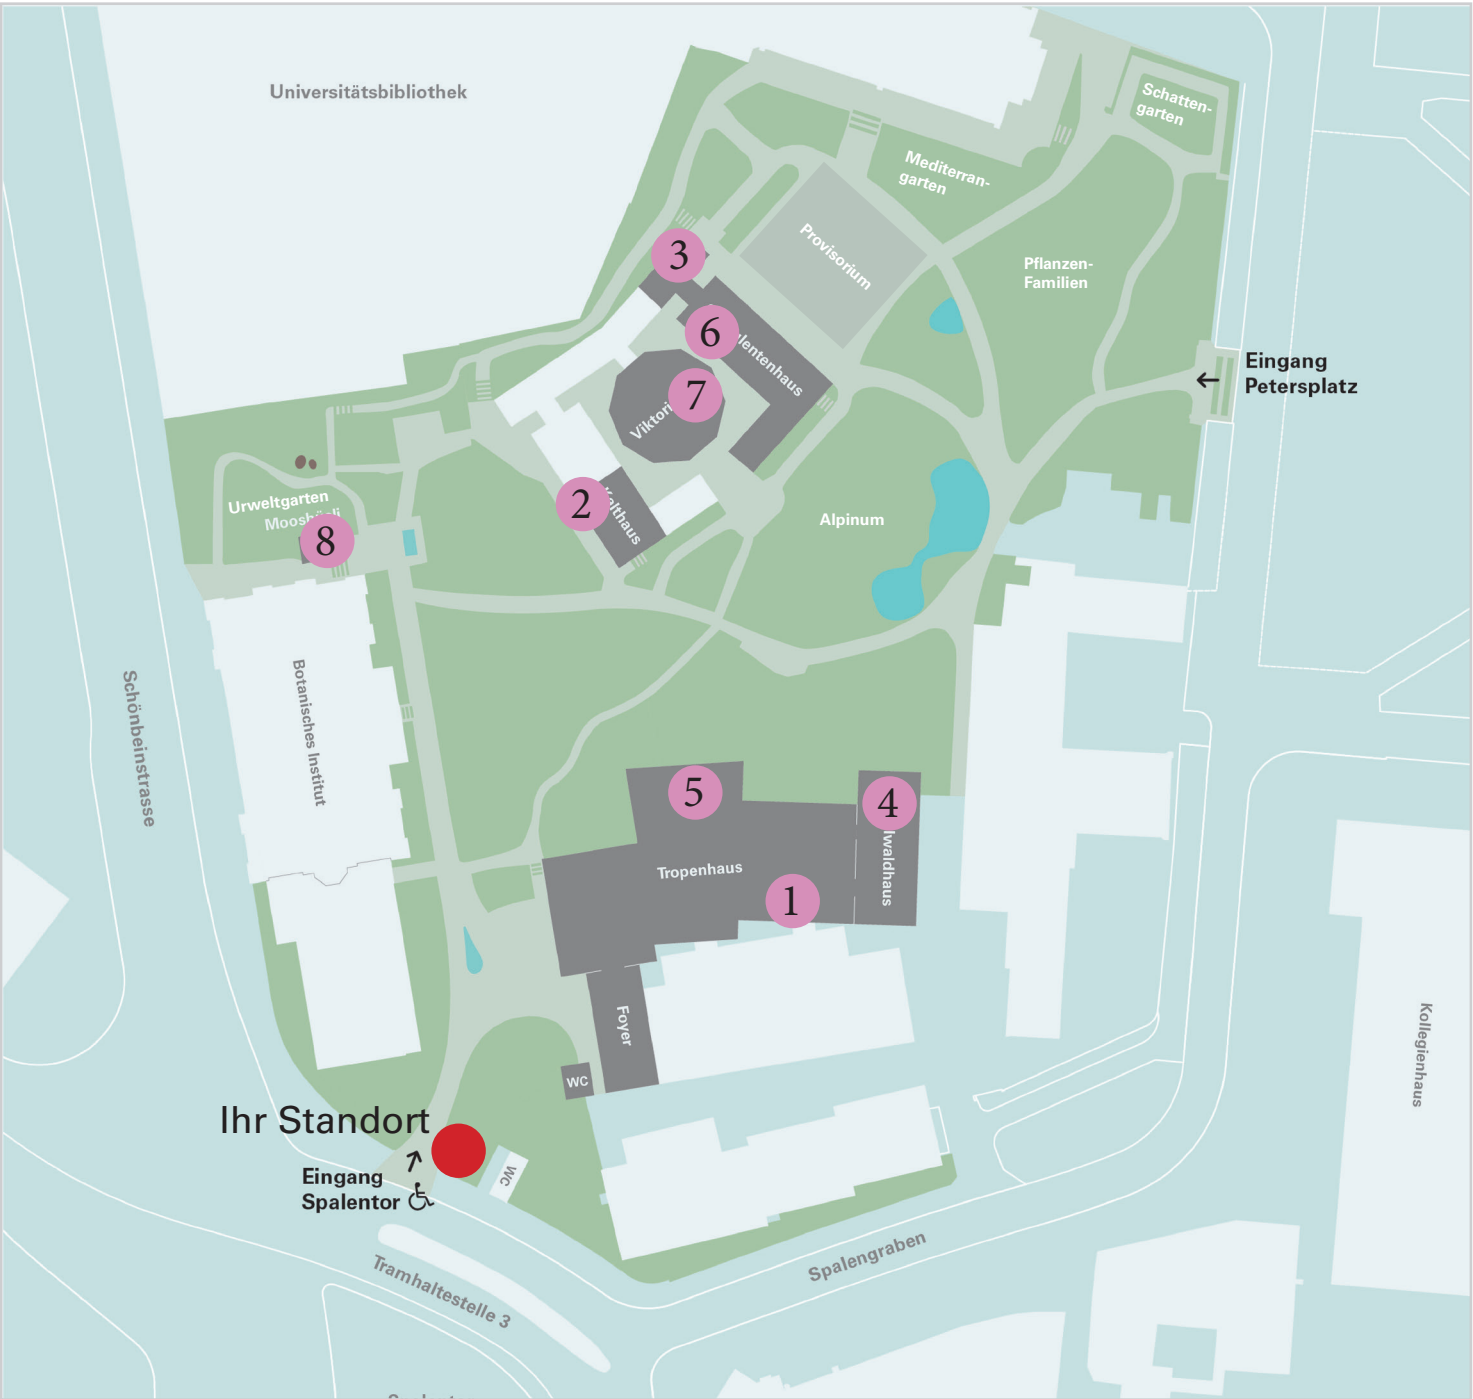 Universitätsbibliothek
Schatten-
garten
Mediterran-
garten
Provisorium
Pflanzen-
Familien
3
6
7
Eingang
Petersplatz
2
Urweltgarten
8
Alpinum
Schönbeinstrasse
Botanisches Institut
5
4
Tropenhaus
1
Foyer
Kollegienhaus
WC
Ihr Standort
Eingang
Spalentor
WC
Tramhaltestelle 3
Spalengraben